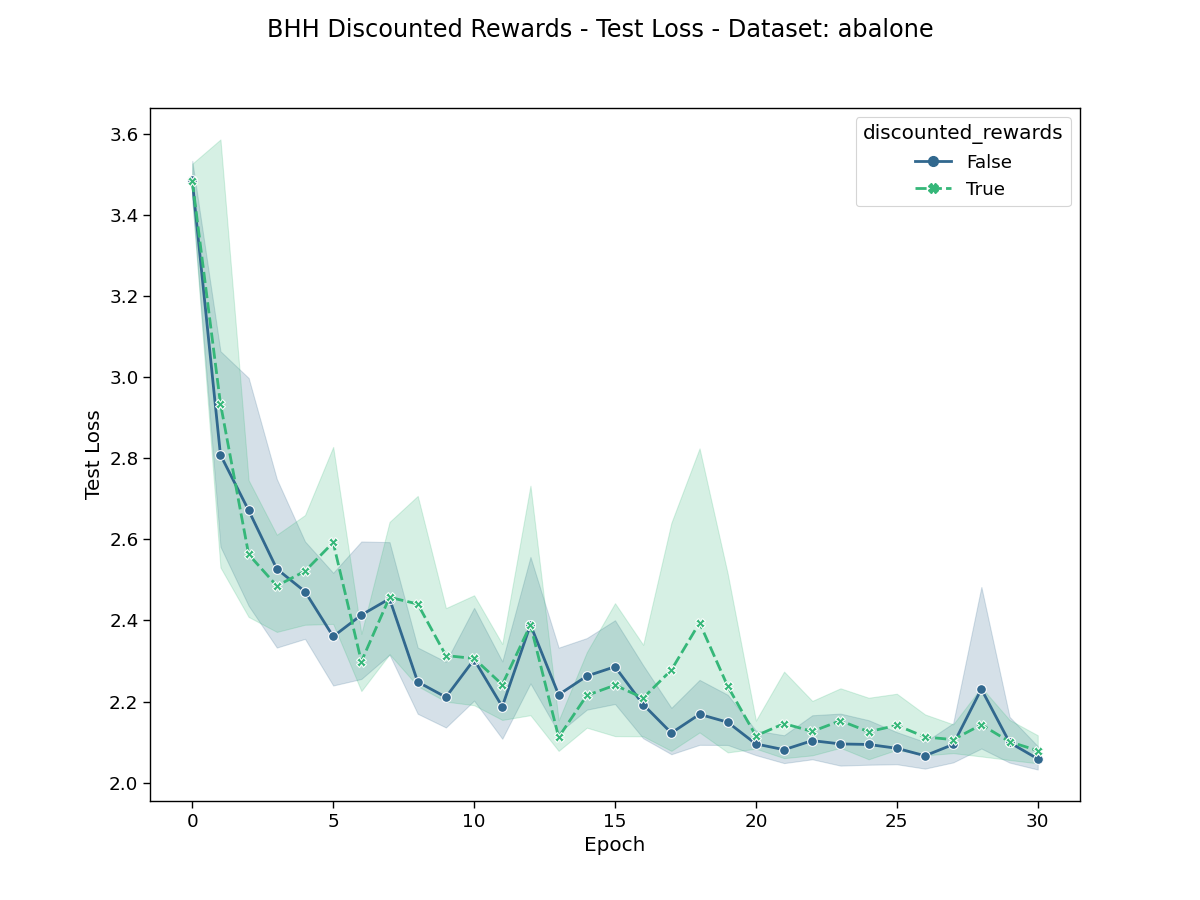 BHH Discounted Rewards - Test Loss - Dataset: abalone
discounted_rewards
False
True
Test Loss
3.6
3.4
3.2
3.0
2.8
2.6
2.4
2.2
2.0
0 5 10 15 20 25 30
Epoch